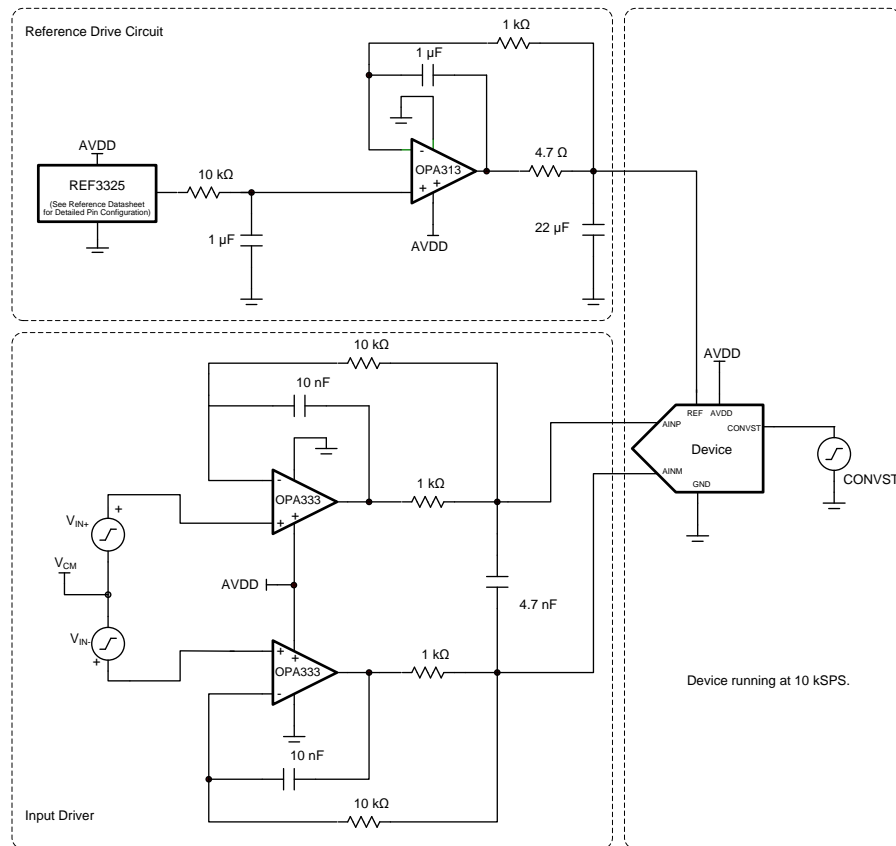 Reference Drive Circuit
1 kΩ
1 µF
AVDD
REF3325
(See Reference Datasheet
for Detailed Pin Configuration)
10 kΩ
1 µF
-
OPA313
+
+
AVDD
4.7 Ω
22 µF
10 kΩ
10 nF
-
OPA333
+
+
1 kΩ
VIN+
+
VCM
VIN-
+
AVDD
4.7 nF
1 kΩ
+
+
OPA333
-
10 nF
10 kΩ
Input Driver
AVDD
REF
AVDD
AINP
CONVST
Device
AINM
GND
CONVST
Device running at 10 kSPS.